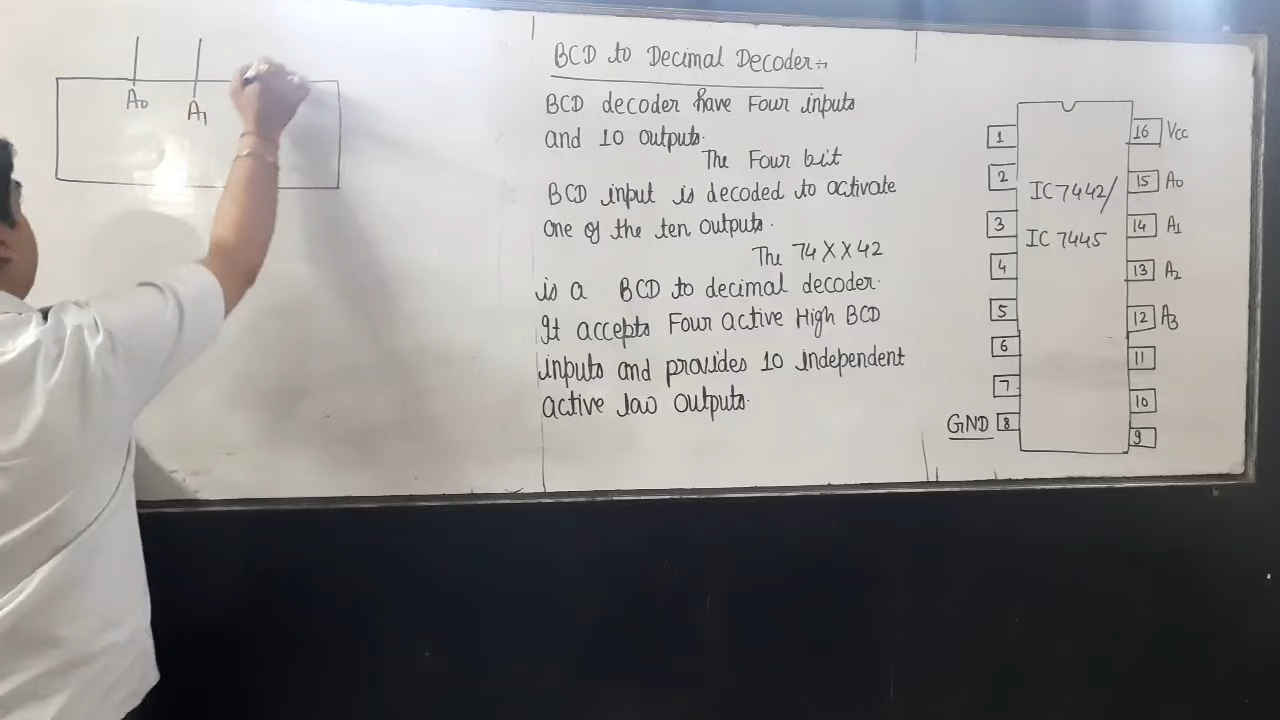 A0
A1
BCD to Decimal Decoder:-
BCD decoder have Four inputs
and 10 outputs.
The Four bit
BCD input is decoded to activate
one of the ten outputs.
The 74XX42
is a BCD to decimal decoder.
It accepts Four active High BCD
inputs and provides 10 independent
active low outputs.
1
2
3
4
5
6
7
GND 8
IC 7442/
IC 7445
16 Vcc
15 A0
14 A1
13 A2
12 A3
11
10
9